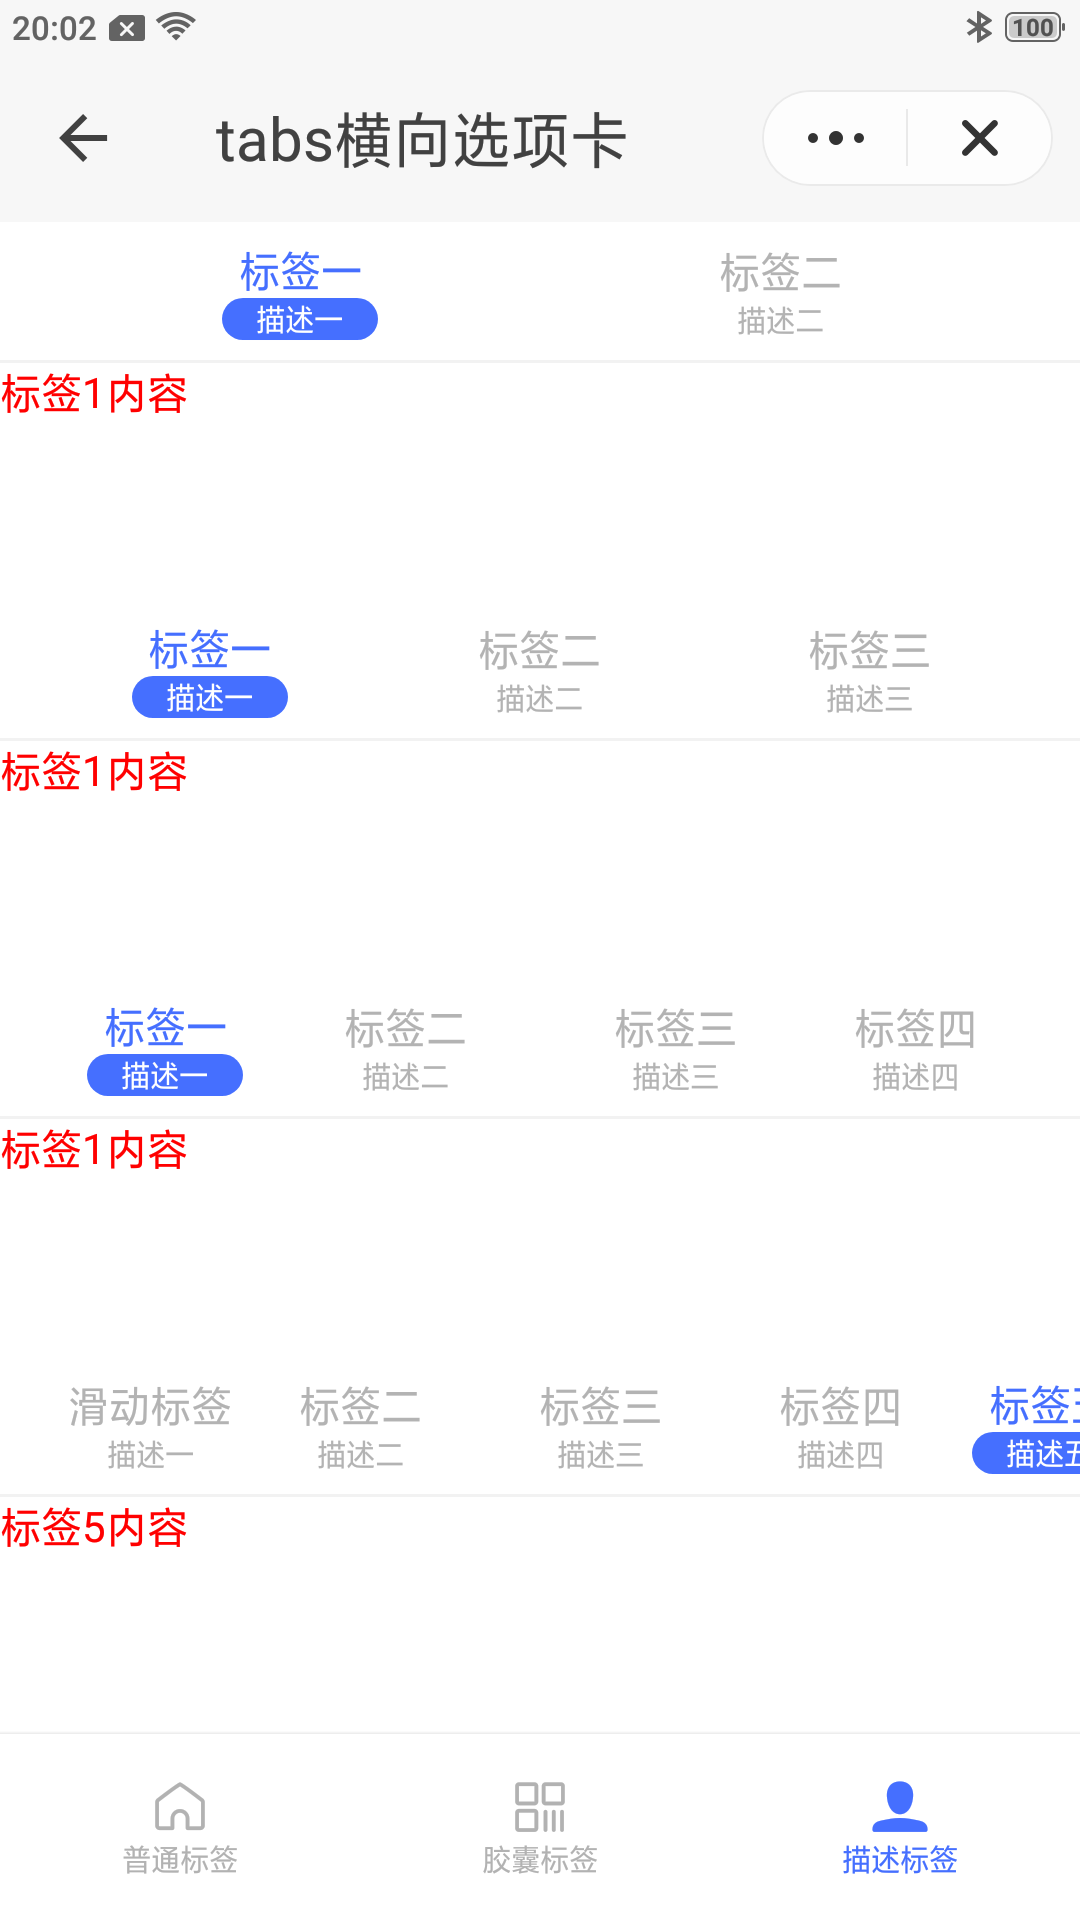 20:02
100
tabs横向选项卡
标签一 标签二
描述一 描述二
标签1内容
标签一 标签二 标签三
描述一 描述二 描述三
标签1内容
标签一 标签二 标签三 标签四
描述一 描述二 描述三 描述四
标签1内容
滑动标签 标签二 标签三 标签四 标签
描述一 描述二 描述三 描述四 描述五
标签5内容
普通标签 胶囊标签 描述标签